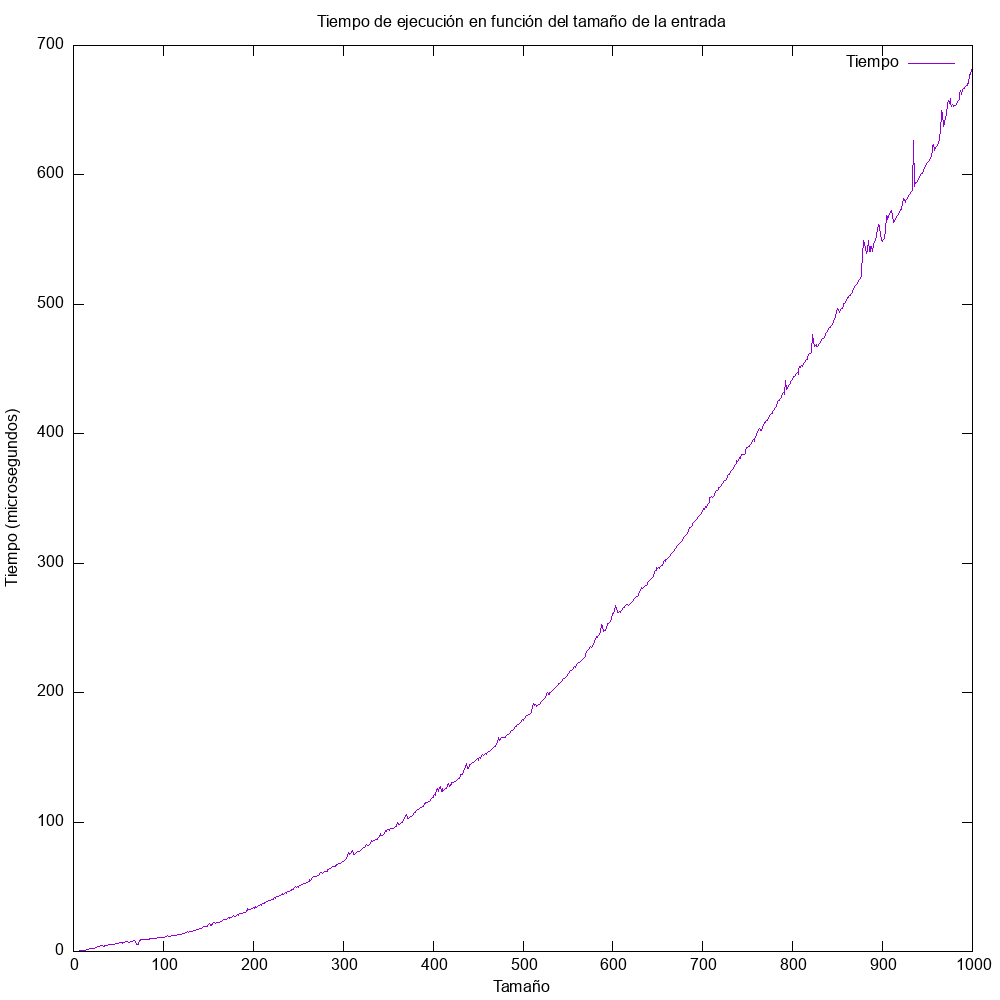 Tiempo de ejecución en función del tamaño de la entrada
Tiempo
700
600
500
400
300
200
100
0
Tiempo (microsegundos)
0 100 200 300 400 500 600 700 800 900 1000
Tamaño